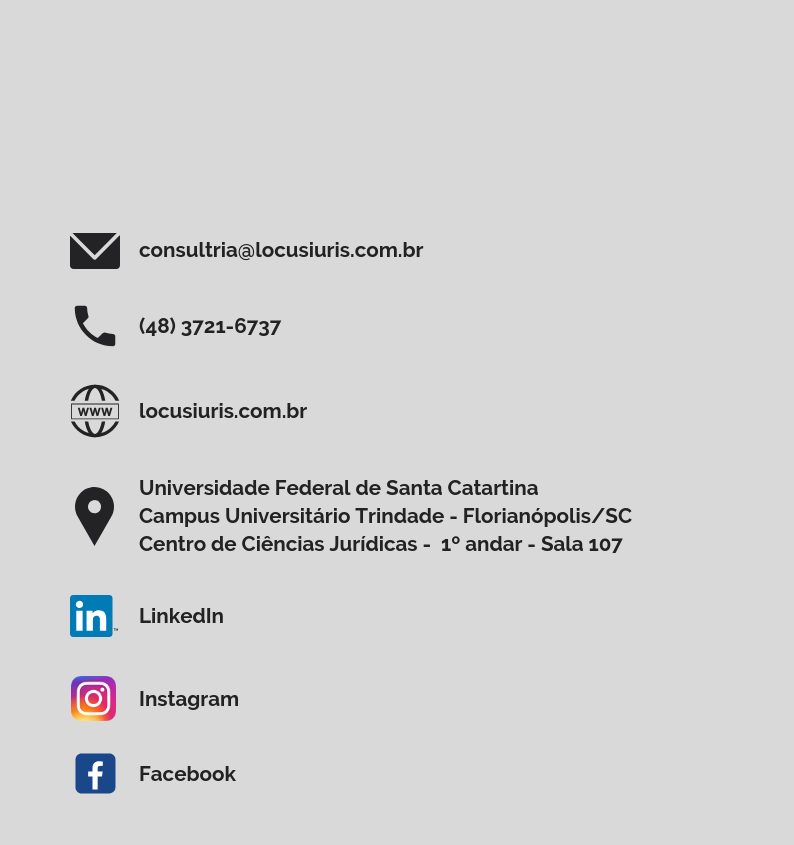 consultria@locusiuris.com.br
(48) 3721-6737
WWW
locusiuris.com.br
Universidade Federal de Santa Catartina
Campus Universitário Trindade - Florianópolis/SC
Centro de Ciências Jurídicas - 1º andar - Sala 107
in
LinkedIn
Instagram
f
Facebook